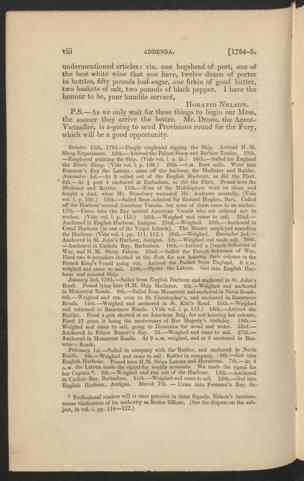 viii ADDENDA. [1784-5.
undermentioned articles: viz. one hogshead of port, one of
the best white wine that you have, twelve dozen of porter
in bottles, fifty pounds loaf-sugar, one firkin of good butter,
two baskets of salt, two pounds of black pepper. I have the
honour to be, your humble servant,
HORATIO NELSON.
P.S.—As we only wait for these things to begin our Mess,
the sooner they arrive the better. Mr. Druce, the Agent-
Victualler, is a-going to send Provisions round for the Fury,
which will be a good opportunity.
October 15th, 1784.—People employed rigging the Ship. Arrived H. M.
Sloop Experiment. 16th.—Arrived the Falcon Sloop and Berbice Tender. 19th.
—Employed painting the Ship. (Vide vol. i. p. iii.) 20th.—Sailed for England
the Zebra Sloop. (Vide vol. i. p. 109.) 29th.—P.M. Bent sails. Went into
Freeman's Bay the Latona: came off the harbour, the Mediator and Rattler.
November 1st.—At 9 sailed out of the English Harbour, as did the Fleet.
6th.—At ½ past 4 anchored in Barbadoes, as did the Fleet. Found here the
Mediator and Rattler. 13th.—Four of the Midshipmen went on shore and
fought a duel, when Mr. Stansbury wounded Mr. Andrews mortally. (Vide
vol. i. p. 125.) 16th.—Sailed Rear-Admiral Sir Richard Hughes, Bart. Called
off the Harbour several American Vessels, but none of them came to an anchor.
17th.—Came into the Bay several American Vessels who are ordered not to
anchor. (Vide vol. i. p. 113.) 20th.—Weighed and came to sail. 22nd.—
Anchored in English Harbour, Antigua. 23rd.—Weighed. 25th.—Anchored in
Crual Harbour [in one of the Virgin Islands]. The Master employed sounding
the Harbour. (Vide vol. i. pp. 111, 112.) 28th.—Weighed. December 2nd.—
Anchored in St. John's Harbour, Antigua. 5th.—Weighed and made sail. 10th.
—Anchored in Carlisle Bay, Barbadoes. 18th.—Arrived a French Schooner of
War, and H. M. Sloop Falcon. 22nd.—Sailed the French Schooner of War.
Fired two 9-pounders shotted at the Fort for not hoisting their colours to the
French King's Vessel going out. Arrived the Packet from England. 8 P.M.
weighed and came to sail. 24th.—Spoke the Latona. Got into English Har-
bour and moored Ship.
January 3rd, 1785.—Sailed from English Harbour and anchored in St. John's
Road. Found lying here H.M. Ship Mediator. 4th.—Weighed and anchored
in Monserrat Roads. 6th.—Sailed from Monserrat and anchored in Nevis Roads.
8th.—Weighed and ran over to St. Christopher's, and anchored in Basseterre
Roads. 10th.—Weighed and anchored in St. Kitt's Road. 11th.—Weighed
and returned to Basseterre Roads. (Vide vol. i. p. 113.) 18th.—Arrived the
Rattler. Fired a gun shotted at an American Brig, for not hoisting her colours.
Fired 21 guns, it being the anniversary of Her Majesty's birthday. 20th.—
Weighed and came to sail, going to Dominica for wood and water. 23rd.—
Anchored in Prince Rupert's Bay. 25.—Weighed and came to sail. 27th.—
Anchored in Monserrat Roads. At 9 A.M. weighed, and at 6 anchored in Bas-
seterre Roads.
February 1st.—Sailed in company with the Rattler, and anchored in Nevis
Roads. 4th.—Weighed and came to sail: Rattler in company. 5th.—Got into
English Harbour. Found here H.M. Ships Latona and Herminor. 7th.—At 8
A.M. the Latona made the signal for weekly accounts. We made the signal for
her Captain⁶. 9th.—Weighed and ran out of the Harbour. 13th.—Anchored
in Carlisle Bay, Barbadoes. 14th.—Weighed and came to sail. 16th.—Got into
English Harbour, Antigua. March 7th.—Came into Freeman's Bay, the
⁶ Professed readers will at once perceive in these Signals, Nelson's instanta-
neous vindication of his authority as Senior Officer. (See the dispute on the sub-
ject, in vol. i. pp. 118—122.)